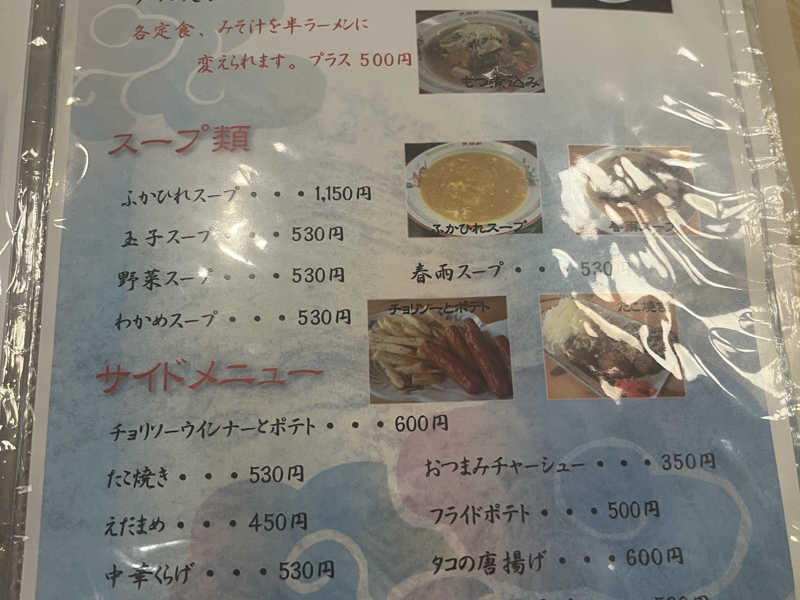 各定食、みそ汁を半ラーメンに
変えられます。プラス 500円
もつ煮込み
スープ類
ふかひれスープ・・・1,150円
玉子スープ・・・530円
野菜スープ・・・530円
わかめスープ・・・530円
ふかひれスープ
春雨スープ
春雨スープ・・・530円
チョリソーとポテト
たこ焼き
サイドメニュー
チョリソーウインナーとポテト・・・600円
たこ焼き・・・530円
えだまめ・・・450円
中華くらげ・・・530円
おつまみチャーシュー・・・350円
フライドポテト・・・500円
タコの唐揚げ・・・600円